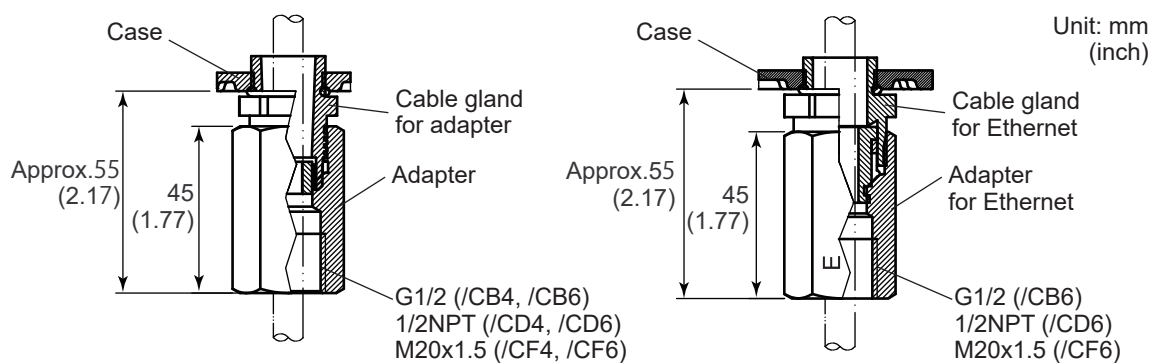 Case
Cable gland
for adapter
Approx.55
(2.17)
45
(1.77)
Adapter
G1/2 (/CB4, /CB6)
1/2NPT (/CD4, /CD6)
M20x1.5 (/CF4, /CF6)
Unit: mm
(inch)
Case
Cable gland
for Ethernet
Approx.55
(2.17)
45
(1.77)
Adapter
for Ethernet
E
G1/2 (/CB6)
1/2NPT (/CD6)
M20x1.5 (/CF6)